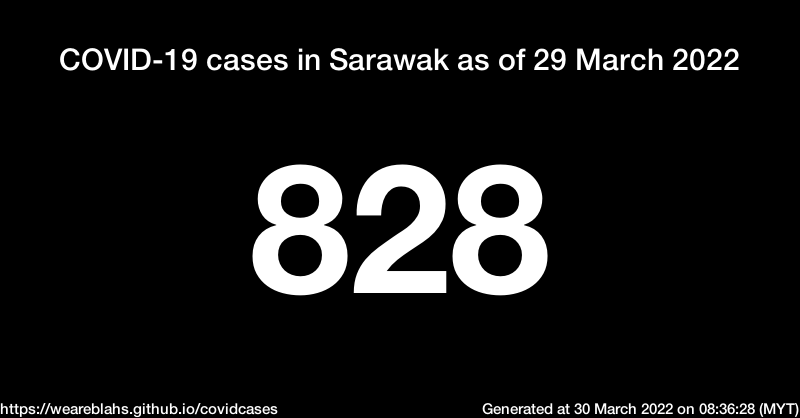 COVID-19 cases in Sarawak as of 29 March 2022
828
https://weareblahs.github.io/covidcases
Generated at 30 March 2022 on 08:36:28 (MYT)